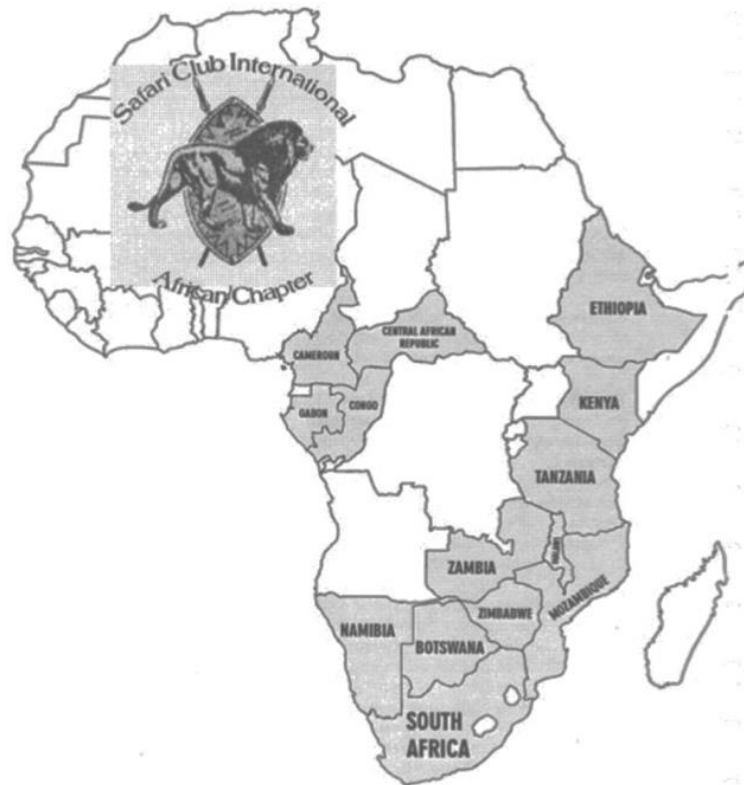 Safari Club International
African Chapter
ETHIOPIA
CENTRAL AFRICAN
REPUBLIC
CAMEROUN
KENYA
GABON
CONGO
TANZANIA
MALAWI
ZAMBIA
MOZAMBIQUE
ZIMBABWE
NAMIBIA
BOTSWANA
SOUTH
AFRICA